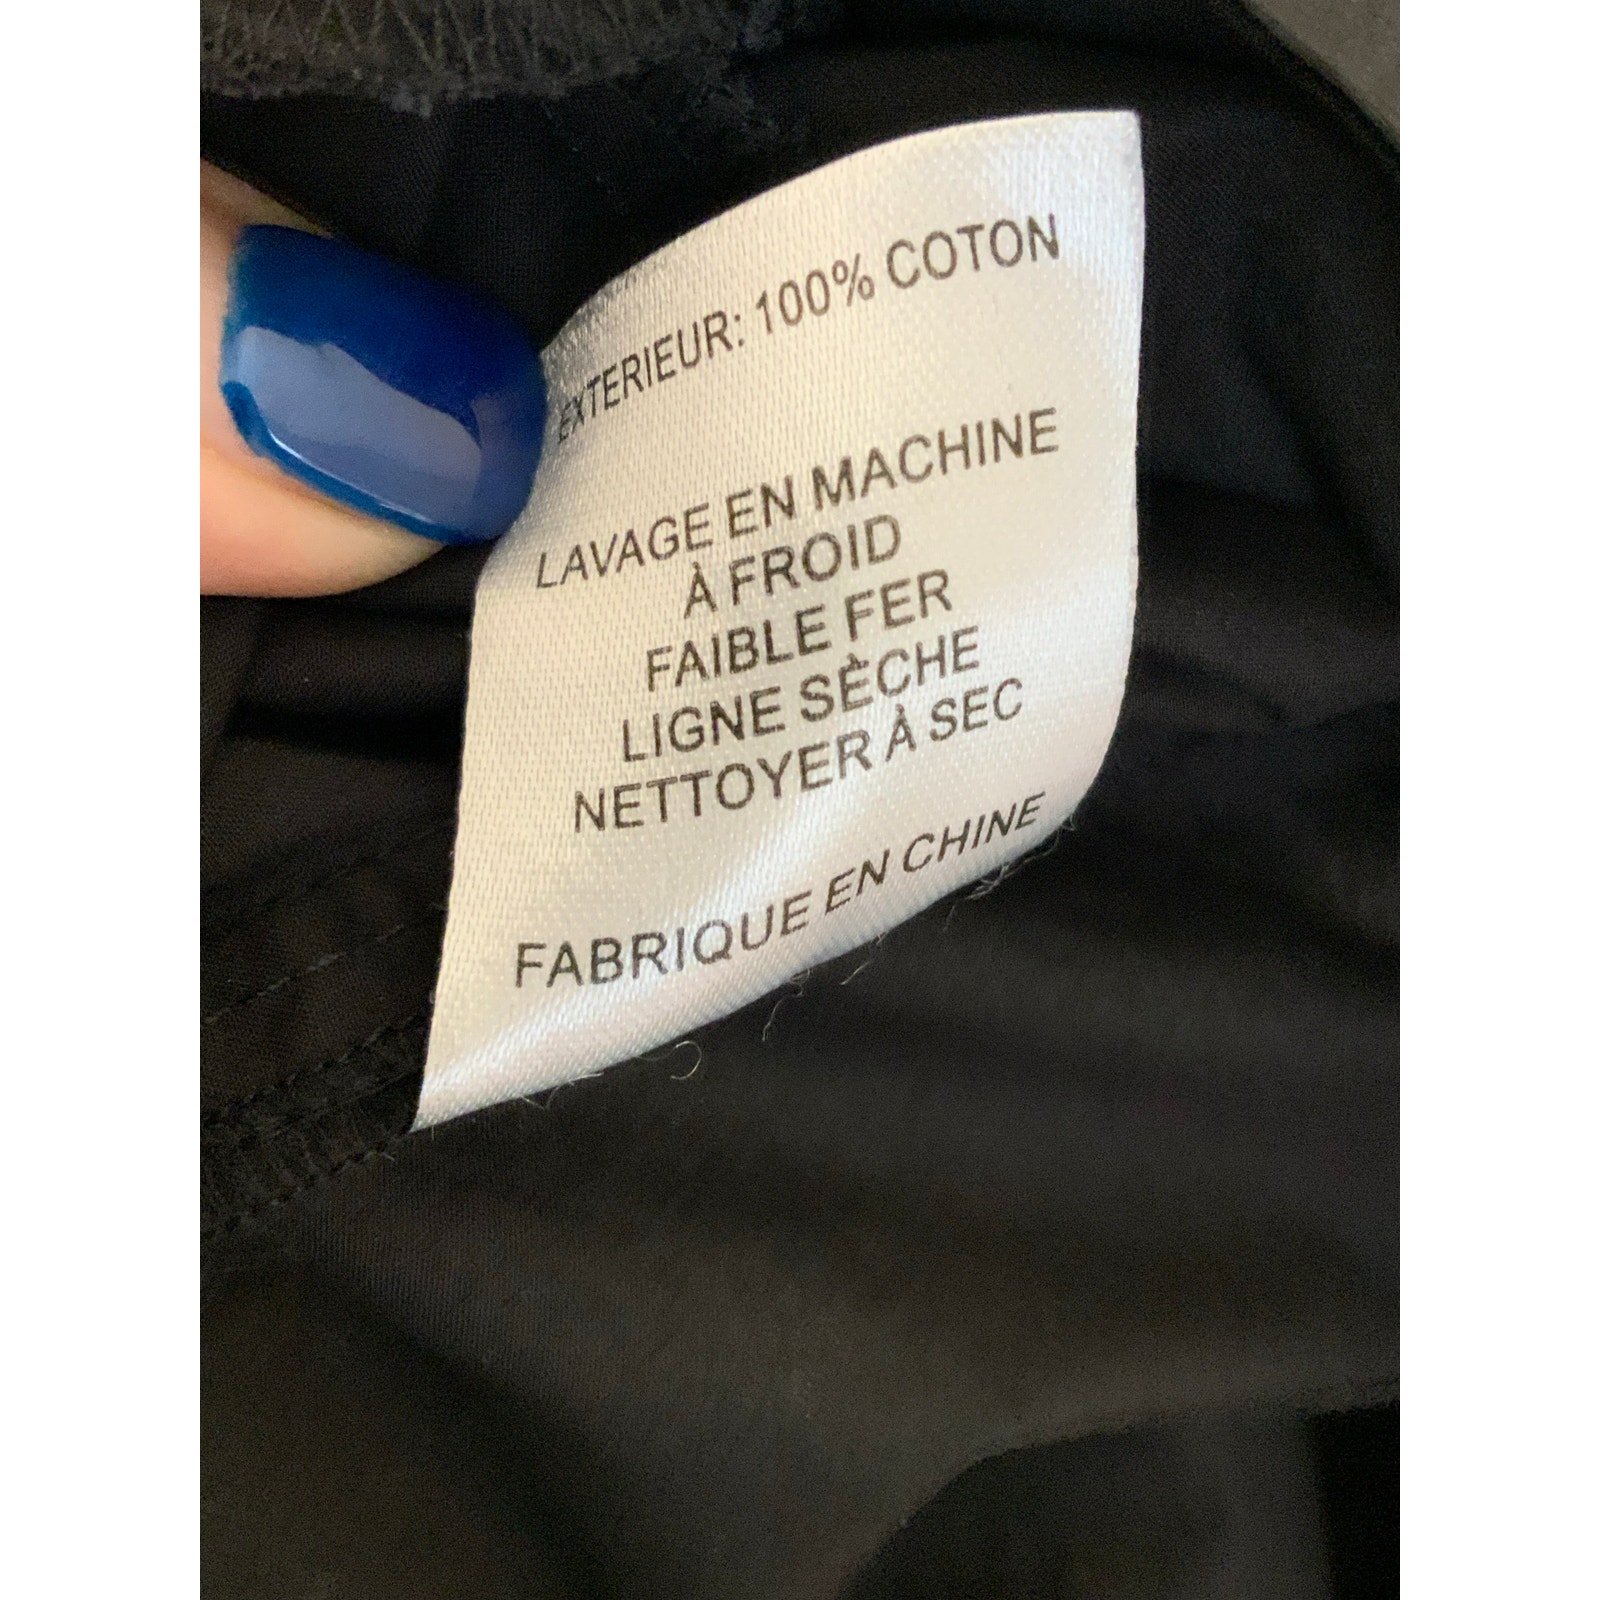 EXTERIEUR: 100% COTON
LAVAGE EN MACHINE
À FROID
FAIBLE FER
LIGNE SÈCHE
NETTOYER À SEC
FABRIQUE EN CHINE